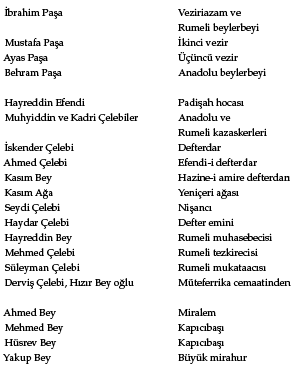 İbrahim Paşa Veziriazam ve
Rumeli beylerbeyi
Mustafa Paşa İkinci vezir
Ayas Paşa Üçüncü vezir
Behram Paşa Anadolu beylerbeyi
Hayreddin Efendi Padişah hocası
Muhyiddin ve Kadri Çelebiler Anadolu ve
Rumeli kazaskerleri
İskender Çelebi Defterdar
Ahmed Çelebi Efendi-i defterdar
Kasım Bey Hazine-i amire defterdarı
Kasım Ağa Yeniçeri ağası
Seydi Çelebi Nişancı
Haydar Çelebi Defter emini
Hayreddin Bey Rumeli muhasebecisi
Mehmed Çelebi Rumeli tezkirecisi
Süleyman Çelebi Rumeli mukataacısı
Derviş Çelebi, Hızır Bey oğlu Müteferrika cemaatinden
Ahmed Bey Miralem
Mehmed Bey Kapıcıbaşı
Hüsrev Bey Kapıcıbaşı
Yakup Bey Büyük mirahur